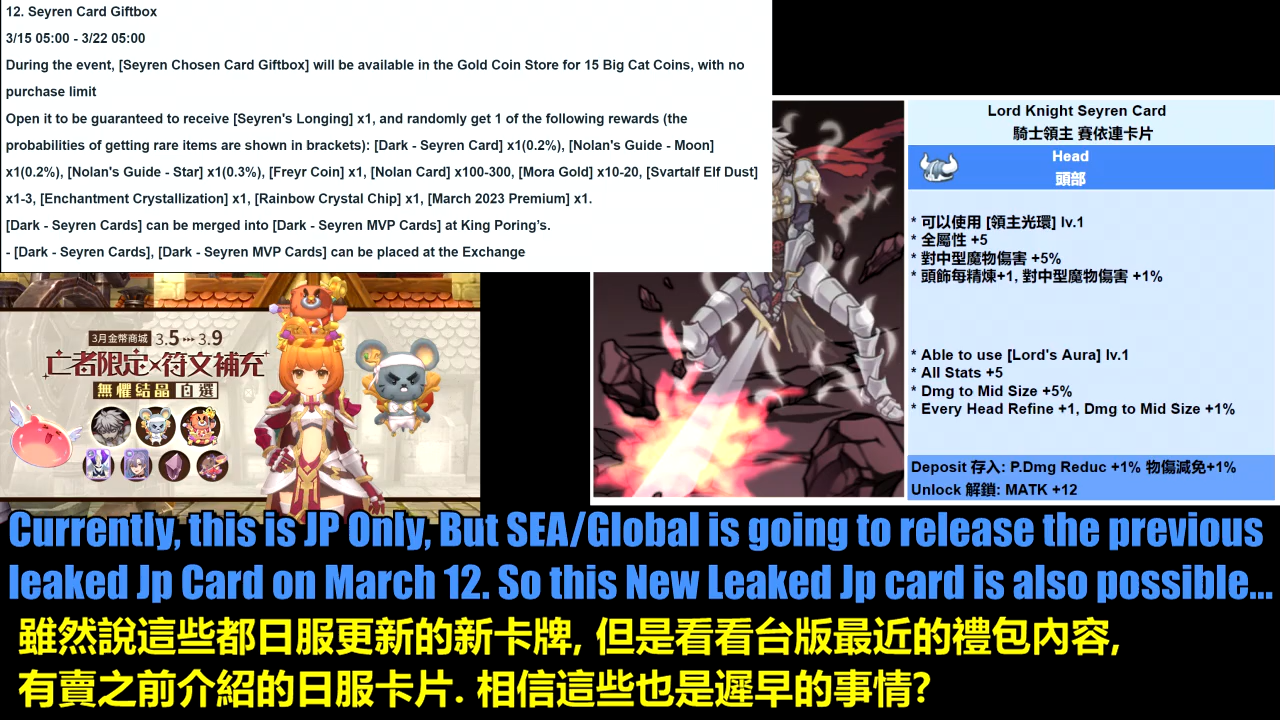 12. Seyren Card Giftbox
3/15 05:00 - 3/22 05:00
During the event, [Seyren Chosen Card Giftbox] will be available in the Gold Coin Store for 15 Big Cat Coins, with no
purchase limit
Open it to be guaranteed to receive [Seyren's Longing] x1, and randomly get 1 of the following rewards (the
probabilities of getting rare items are shown in brackets): [Dark - Seyren Card] x1(0.2%), [Nolan's Guide - Moon]
x1(0.2%), [Nolan's Guide - Star] x1(0.3%), [Freyr Coin] x1, [Nolan Card] x100-300, [Mora Gold] x10-20, [Svartalf Elf Dust]
x1-3, [Enchantment Crystallization] x1, [Rainbow Crystal Chip] x1, [March 2023 Premium] x1.
[Dark - Seyren Cards] can be merged into [Dark - Seyren MVP Cards] at King Poring’s.
- [Dark - Seyren Cards], [Dark - Seyren MVP Cards] can be placed at the Exchange
Lord Knight Seyren Card
騎士領主 賽依連卡片
Head
頭部
* 可以使用 [領主光環] lv.1
* 全屬性 +5
* 對中型魔物傷害 +5%
* 頭飾每精煉+1, 對中型魔物傷害 +1%
* Able to use [Lord's Aura] lv.1
* All Stats +5
* Dmg to Mid Size +5%
* Every Head Refine +1, Dmg to Mid Size +1%
Deposit 存入: P.Dmg Reduc +1% 物傷減免+1%
Unlock 解鎖: MATK +12
3月金幣商城 3.5 ▸▸▸ 3.9
亡者限定×符文補充
無懼結晶自選
Currently, this is JP Only, But SEA/Global is going to release the previous
leaked Jp Card on March 12. So this New Leaked Jp card is also possible...
雖然說這些都日服更新的新卡牌, 但是看看台版最近的禮包內容,
有賣之前介紹的日服卡片. 相信這些也是遲早的事情?